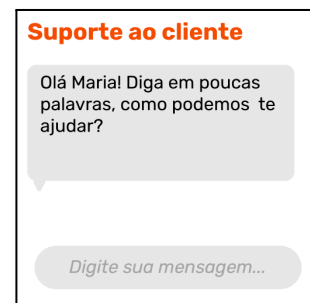 Suporte ao cliente
Olá Maria! Diga em poucas
palavras, como podemos te
ajudar?
Digite sua mensagem...